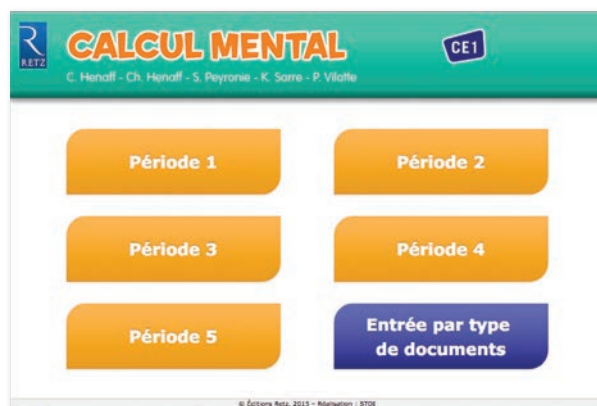 R
RETZ
CALCUL MENTAL
CE1
C. Henaff - Ch. Henaff - S. Peyronie - K. Sarre - P. Vilatte
Période 1
Période 2
Période 3
Période 4
Période 5
Entrée par type
de documents
© Éditions Retz, 2015 – Réalisation : STDI